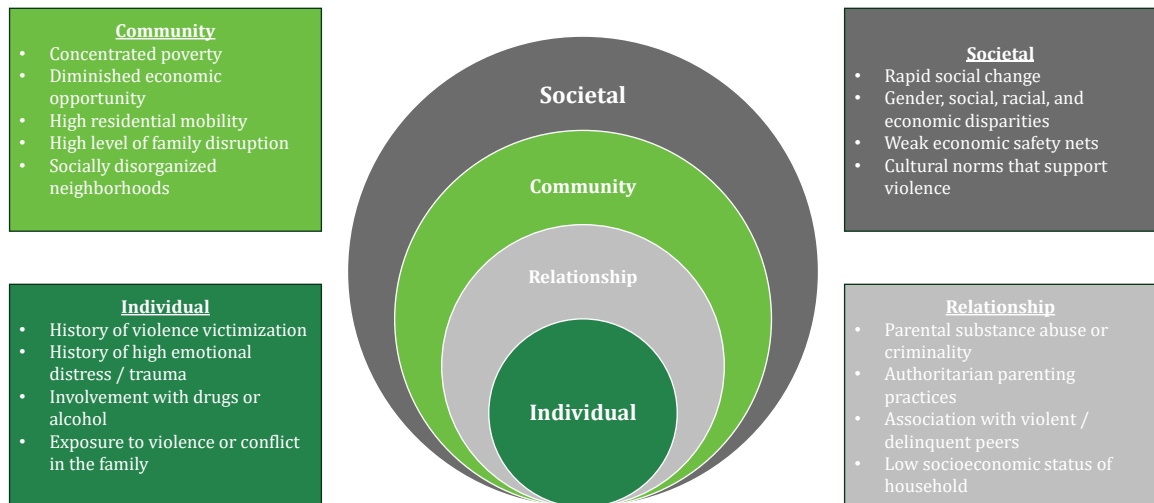 Community
• Concentrated poverty
• Diminished economic
opportunity
• High residential mobility
• High level of family disruption
• Socially disorganized
neighborhoods
Societal
Community
Relationship
Individual
Societal
• Rapid social change
• Gender, social, racial, and
economic disparities
• Weak economic safety nets
• Cultural norms that support
violence
Individual
• History of violence victimization
• History of high emotional
distress / trauma
• Involvement with drugs or
alcohol
• Exposure to violence or conflict
in the family
Relationship
• Parental substance abuse or
criminality
• Authoritarian parenting
practices
• Association with violent /
delinquent peers
• Low socioeconomic status of
household